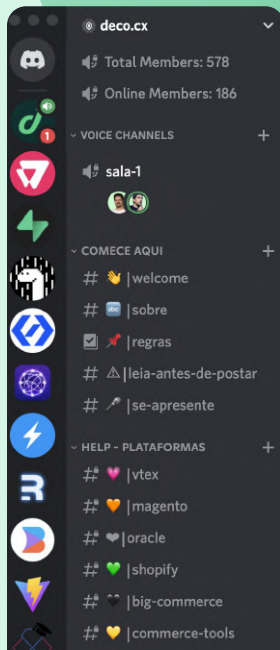 deco.cx
Total Members: 578
Online Members: 186
1
VOICE CHANNELS
sala-1
COMECE AQUI
👋|welcome
🔤|sobre
📌|regras
⚠|leia-antes-de-postar
🎤|se-apresente
HELP - PLATAFORMAS
💗|vtex
🧡|magento
❤|oracle
💚|shopify
🖤|big-commerce
💛|commerce-tools